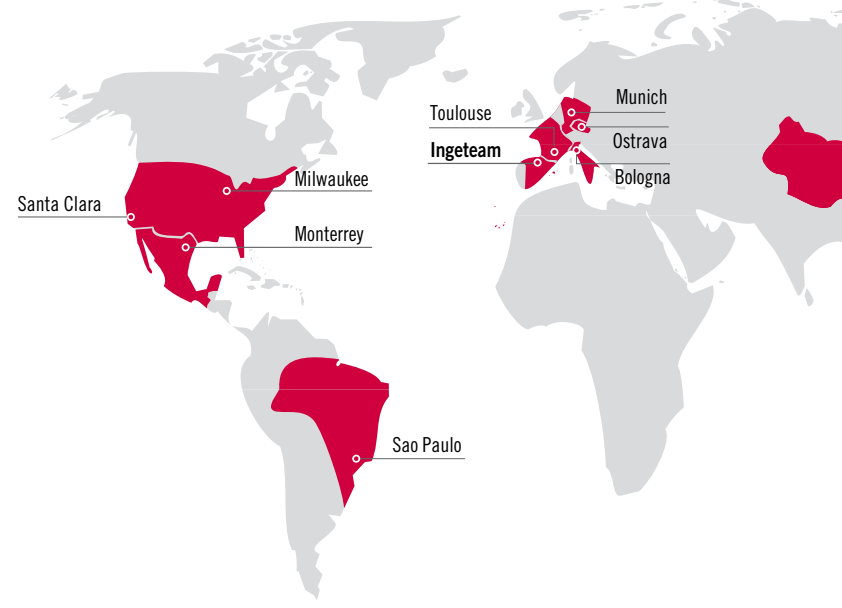 Munich
Toulouse
Ostrava
Ingeteam
Bologna
Milwaukee
Santa Clara
Monterrey
Sao Paulo